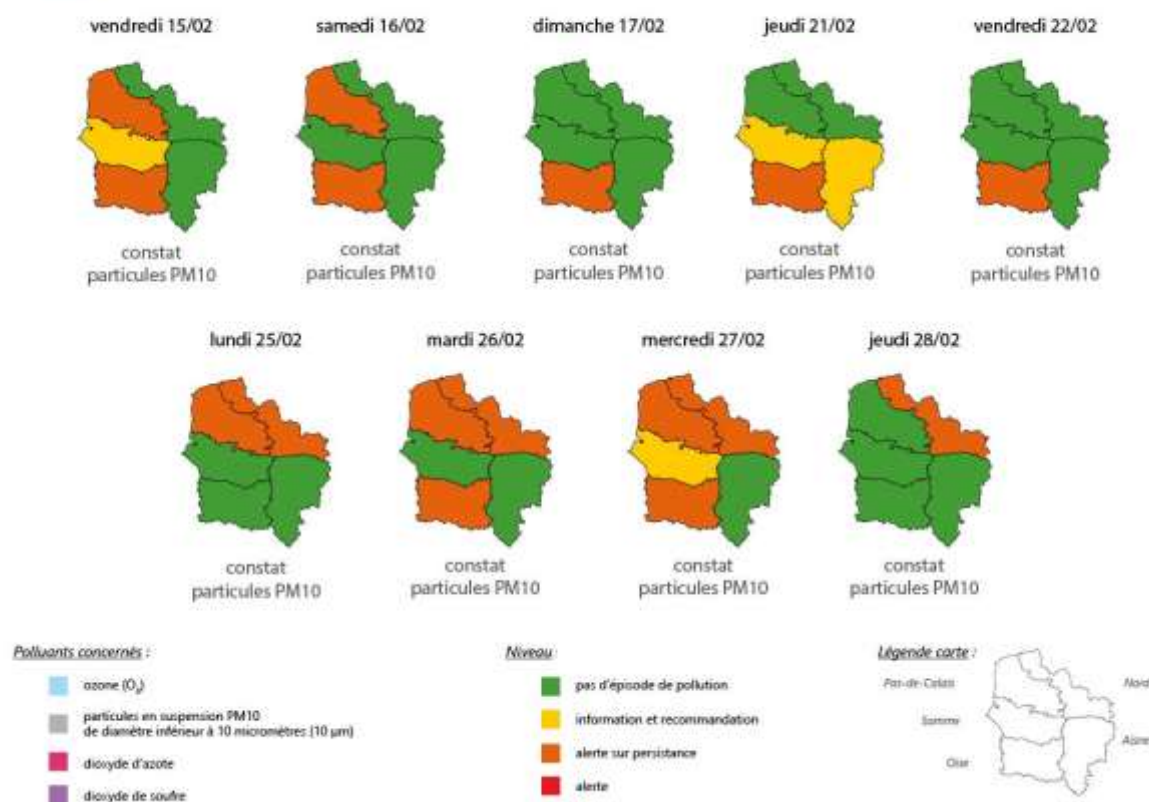 vendredi 15/02
samedi 16/02
dimanche 17/02
jeudi 21/02
vendredi 22/02
constat
particules PM10
constat
particules PM10
constat
particules PM10
constat
particules PM10
constat
particules PM10
lundi 25/02
mardi 26/02
mercredi 27/02
jeudi 28/02
constat
particules PM10
constat
particules PM10
constat
particules PM10
constat
particules PM10
Polluants concernés :
ozone (O₃)
particules en suspension PM10
de diamètre inférieur à 10 micromètres (10 µm)
dioxyde d'azote
dioxyde de soufre
Niveau
pas d'épisode de pollution
information et recommandation
alerte sur persistance
alerte
Légende carte :
Pas-de-Calais
Nord
Somme
Aisne
Oise